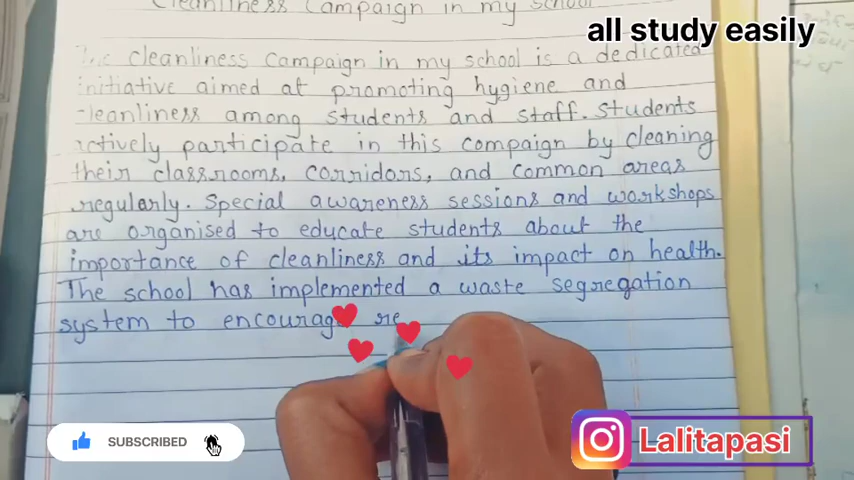 Cleanliness Campaign in my school
all study easily
The cleanliness campaign in my school is a dedicated
initiative aimed at promoting hygiene and
cleanliness among students and staff. Students
actively participate in this campaign by cleaning
their classrooms, corridors, and common areas
regularly. Special awareness sessions and workshops
are organised to educate students about the
importance of cleanliness and its impact on health.
The school has implemented a waste segregation
system to encourage re
SUBSCRIBED
Lalitapasi